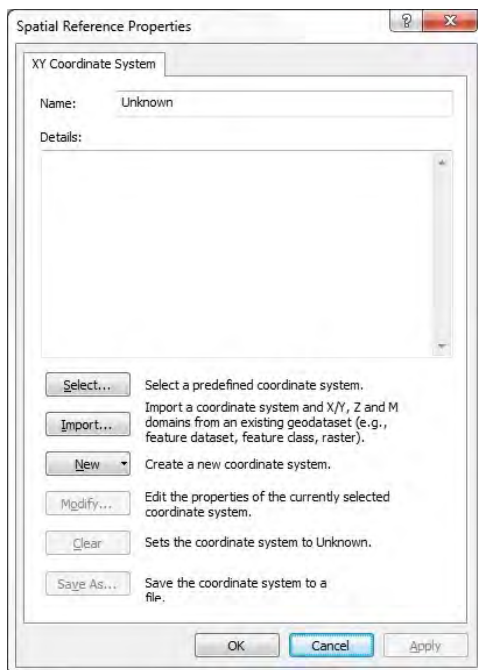 Spatial Reference Properties
?
XY Coordinate System
Name: Unknown
Details:
Select... Select a predefined coordinate system.
Import a coordinate system and X/Y, Z and M
Import... domains from an existing geodataset (e.g.,
feature dataset, feature class, raster).
New Create a new coordinate system.
Modify... Edit the properties of the currently selected
coordinate system.
Clear Sets the coordinate system to Unknown.
Save As... Save the coordinate system to a
file.
OK Cancel Apply